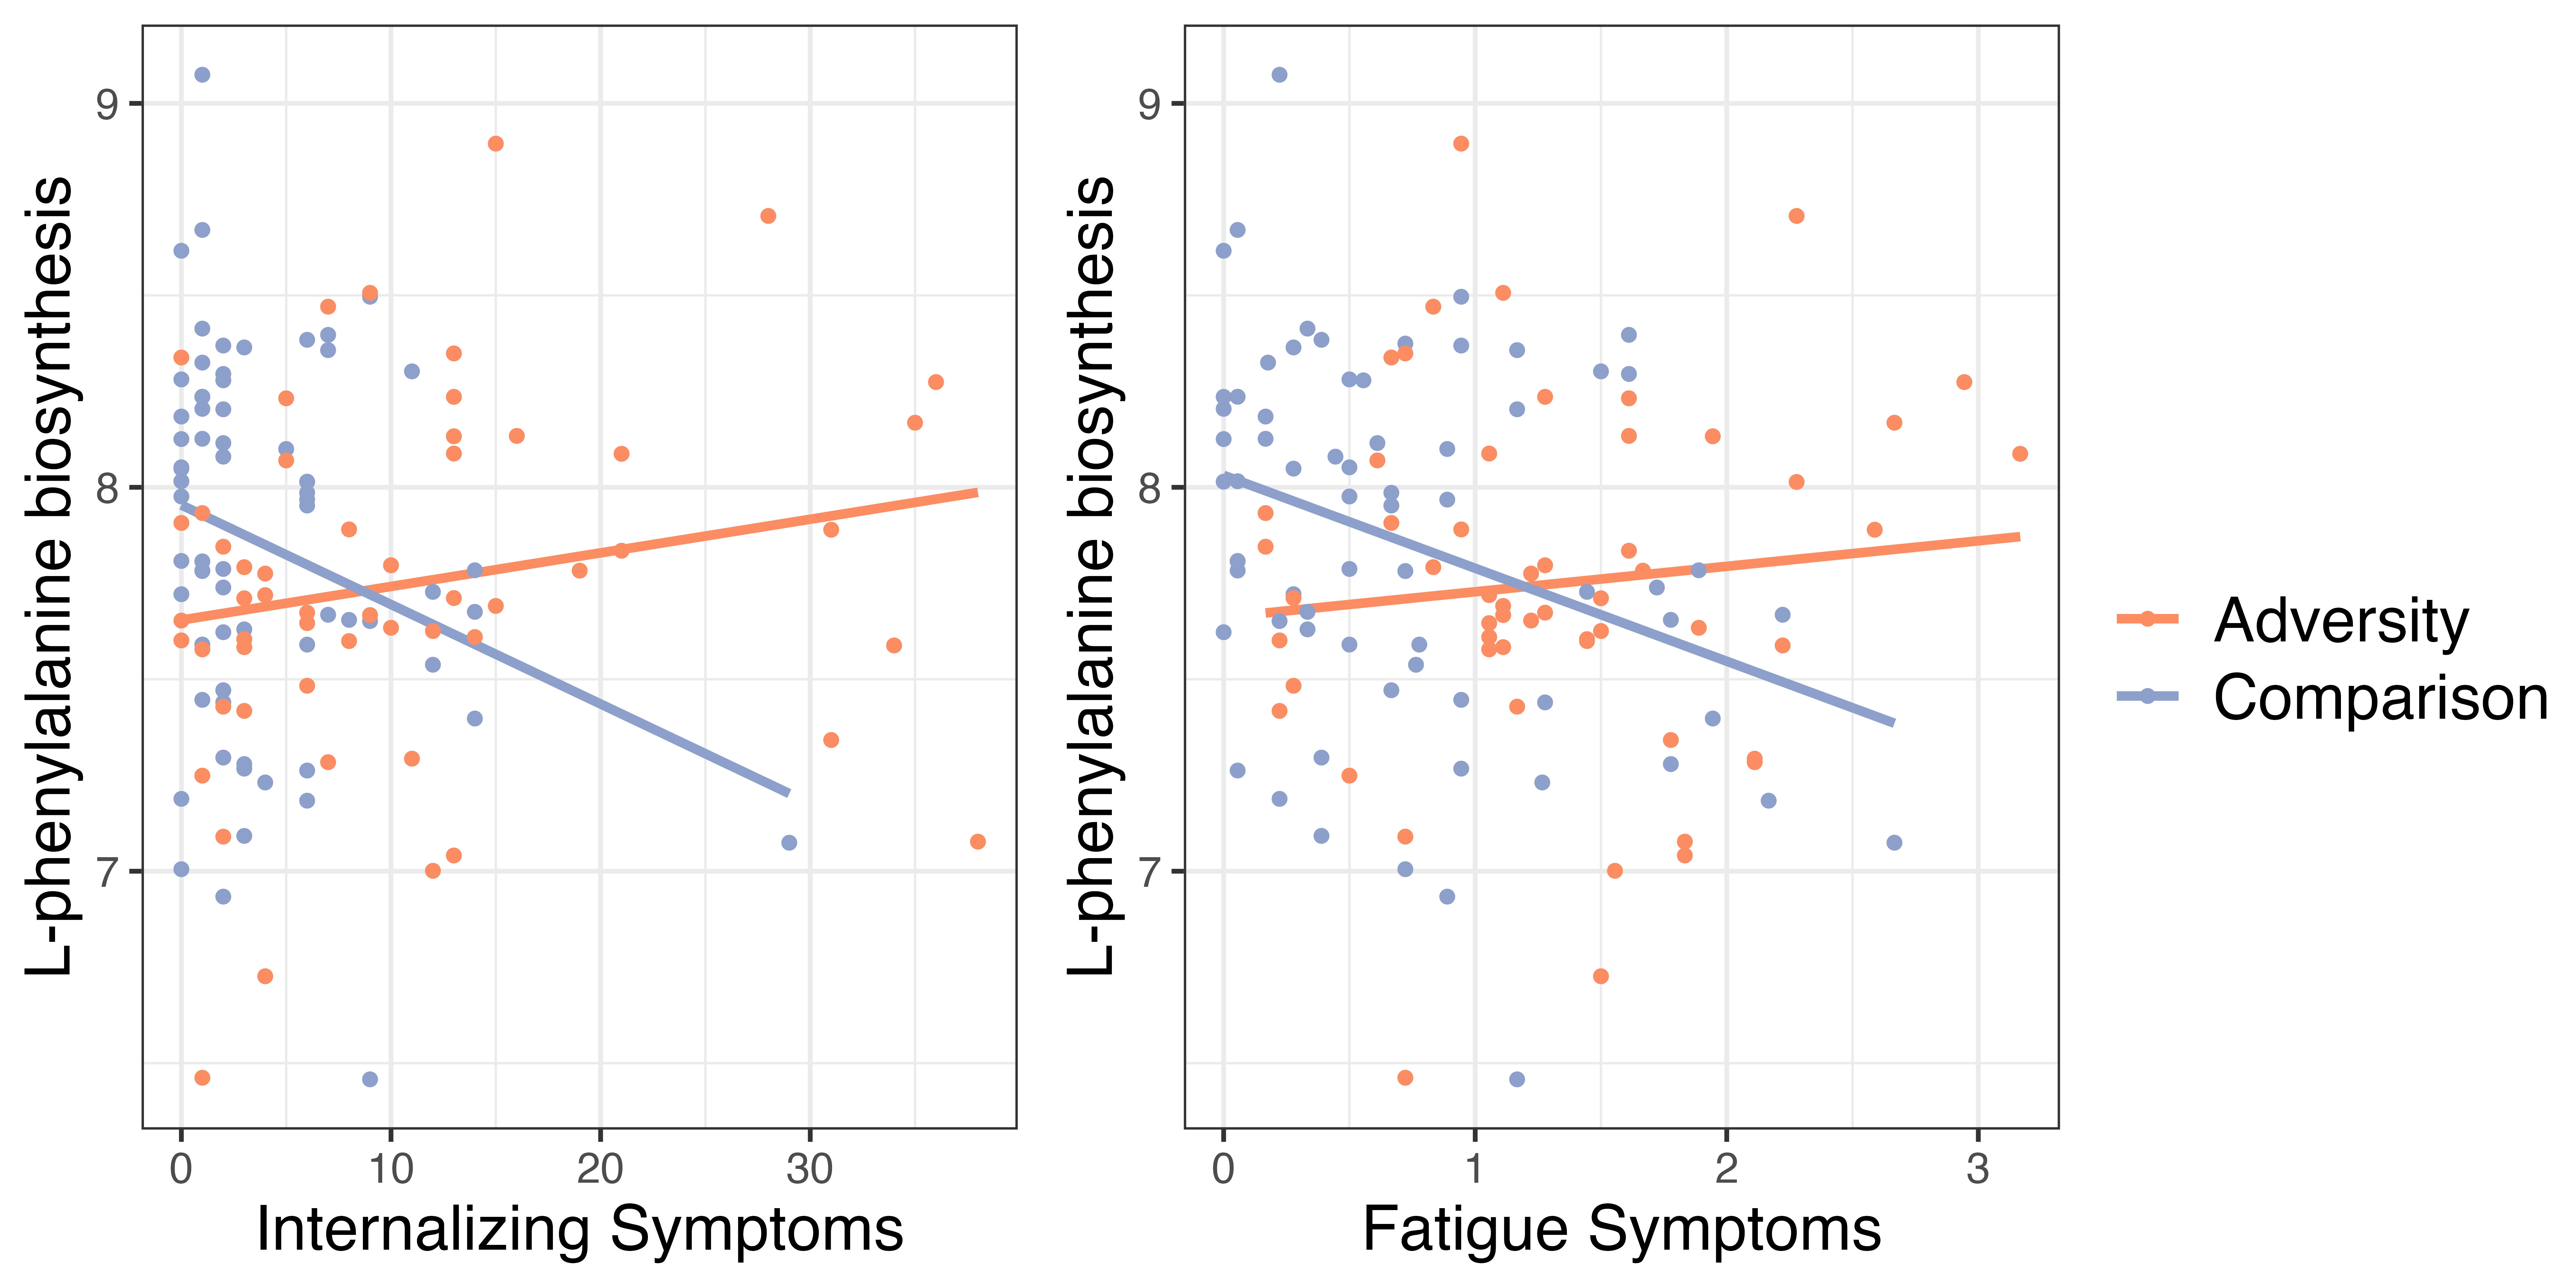 L-phenylalanine biosynthesis
9
8
7
0 10 20 30
Internalizing Symptoms
L-phenylalanine biosynthesis
9
8
7
0 1 2 3
Fatigue Symptoms
Adversity
Comparison